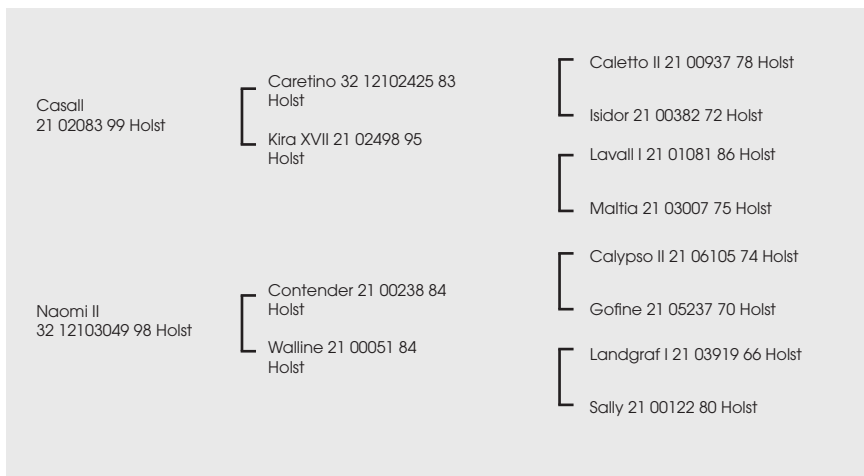 Casall
21 02083 99 Holst
Caretino 32 12102425 83
Holst
Kira XVII 21 02498 95
Holst
Caletto II 21 00937 78 Holst
Isidor 21 00382 72 Holst
Lavall I 21 01081 86 Holst
Maltia 21 03007 75 Holst
Naomi II
32 12103049 98 Holst
Contender 21 00238 84
Holst
Walline 21 00051 84
Holst
Calypso II 21 06105 74 Holst
Gofine 21 05237 70 Holst
Landgraf I 21 03919 66 Holst
Sally 21 00122 80 Holst